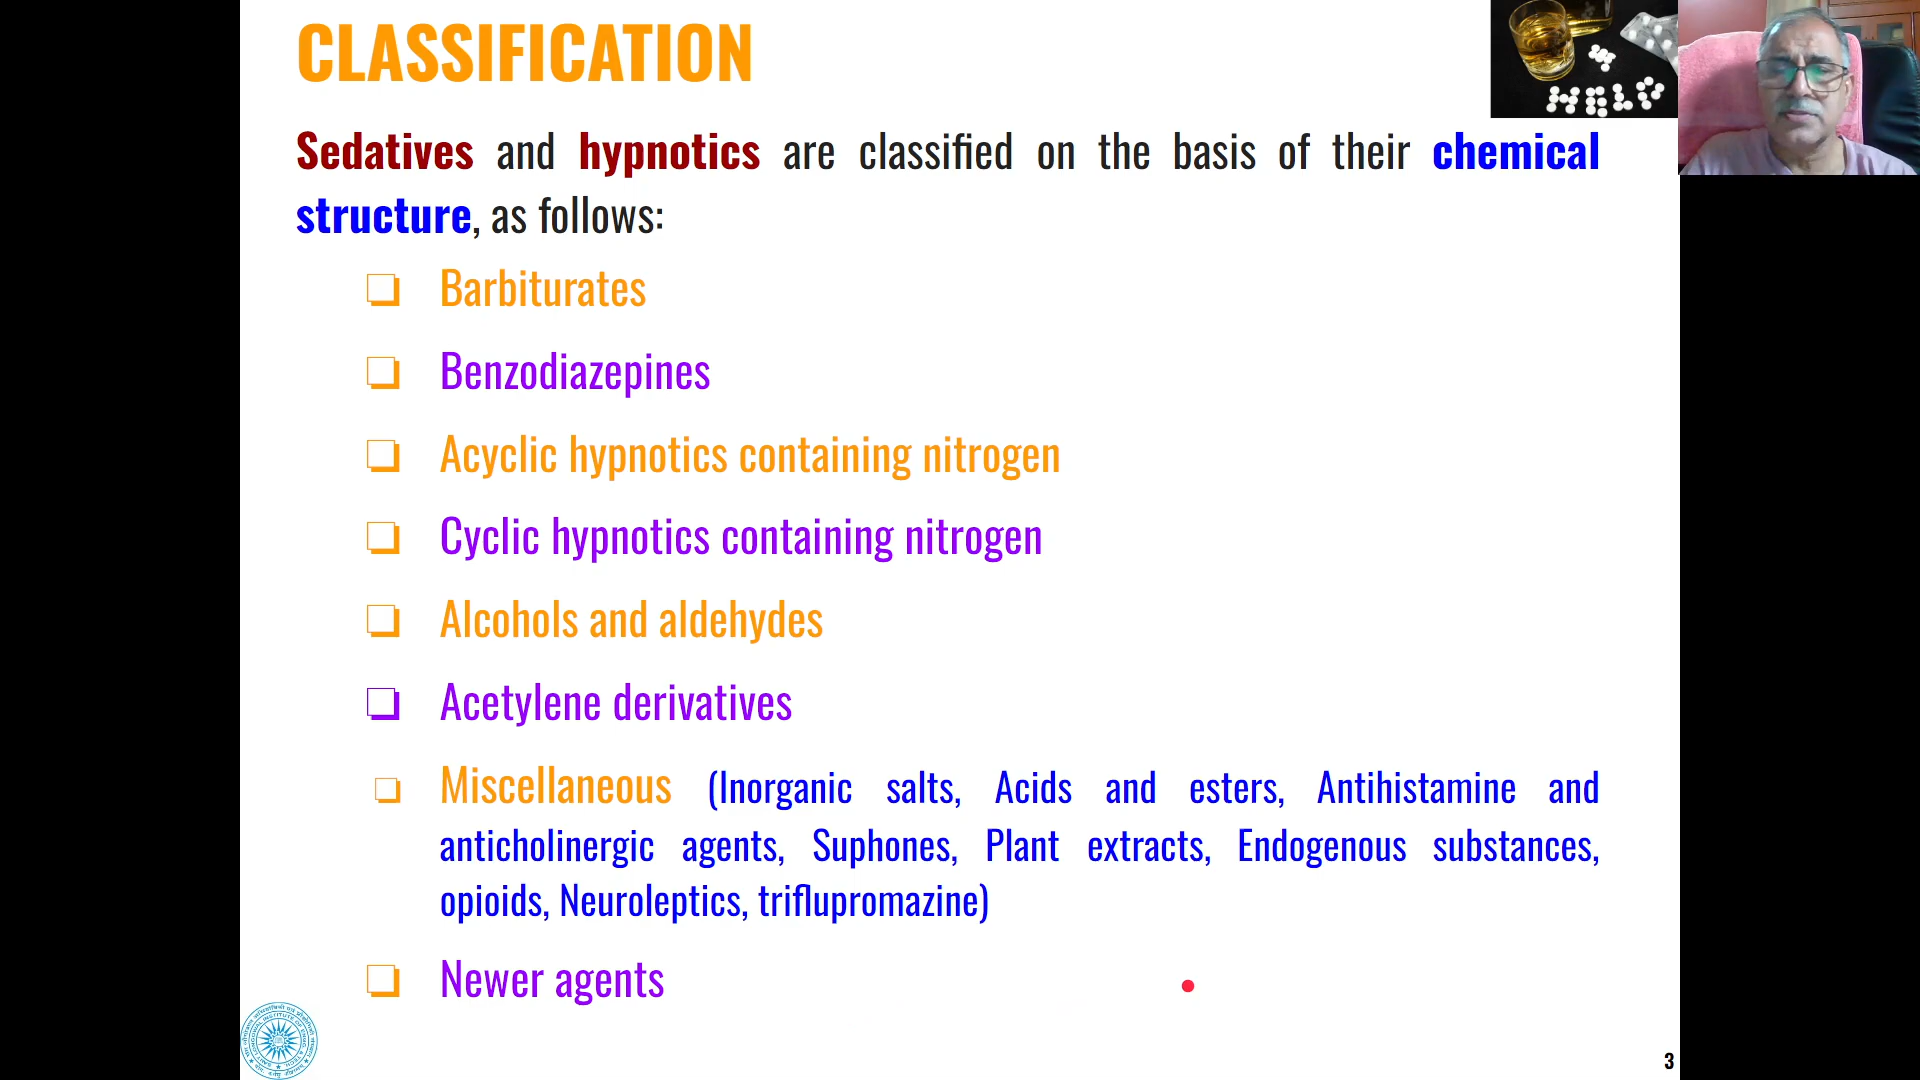 CLASSIFICATION
HELP
Sedatives and hypnotics are classified on the basis of their chemical
structure, as follows:
Barbiturates
Benzodiazepines
Acyclic hypnotics containing nitrogen
Cyclic hypnotics containing nitrogen
Alcohols and aldehydes
Acetylene derivatives
Miscellaneous (Inorganic salts, Acids and esters, Antihistamine and
anticholinergic agents, Suphones, Plant extracts, Endogenous substances,
opioids, Neuroleptics, triflupromazine)
Newer agents
3